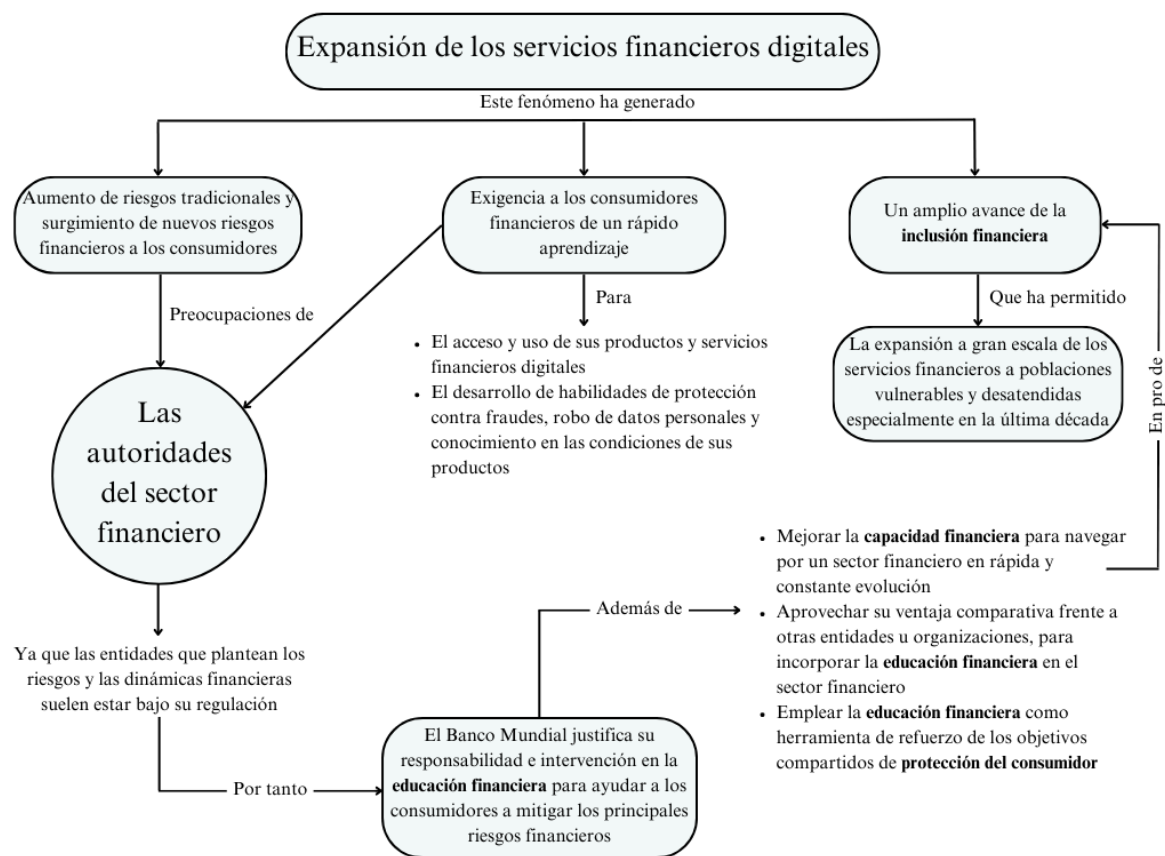 Expansión de los servicios financieros digitales
Este fenómeno ha generado
Aumento de riesgos tradicionales y
surgimiento de nuevos riesgos
financieros a los consumidores
Exigencia a los consumidores
financieros de un rápido
aprendizaje
Un amplio avance de la
inclusión financiera
Preocupaciones de
Para
Que ha permitido
• El acceso y uso de sus productos y servicios
financieros digitales
• El desarrollo de habilidades de protección
contra fraudes, robo de datos personales y
conocimiento en las condiciones de sus
productos
La expansión a gran escala de los
servicios financieros a poblaciones
vulnerables y desatendidas
especialmente en la última década
En pro de
Las
autoridades
del sector
financiero
Ya que las entidades que plantean los
riesgos y las dinámicas financieras
suelen estar bajo su regulación
Por tanto
El Banco Mundial justifica su
responsabilidad e intervención en la
educación financiera para ayudar a los
consumidores a mitigar los principales
riesgos financieros
Además de
• Mejorar la capacidad financiera para navegar
por un sector financiero en rápida y
constante evolución
• Aprovechar su ventaja comparativa frente a
otras entidades u organizaciones, para
incorporar la educación financiera en el
sector financiero
• Emplear la educación financiera como
herramienta de refuerzo de los objetivos
compartidos de protección del consumidor